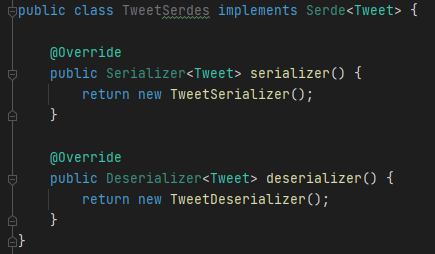 public class TweetSerdes implements Serde<Tweet> {
@Override
public Serializer<Tweet> serializer() {
return new TweetSerializer();
}
@Override
public Deserializer<Tweet> deserializer() {
return new TweetDeserializer();
}
}